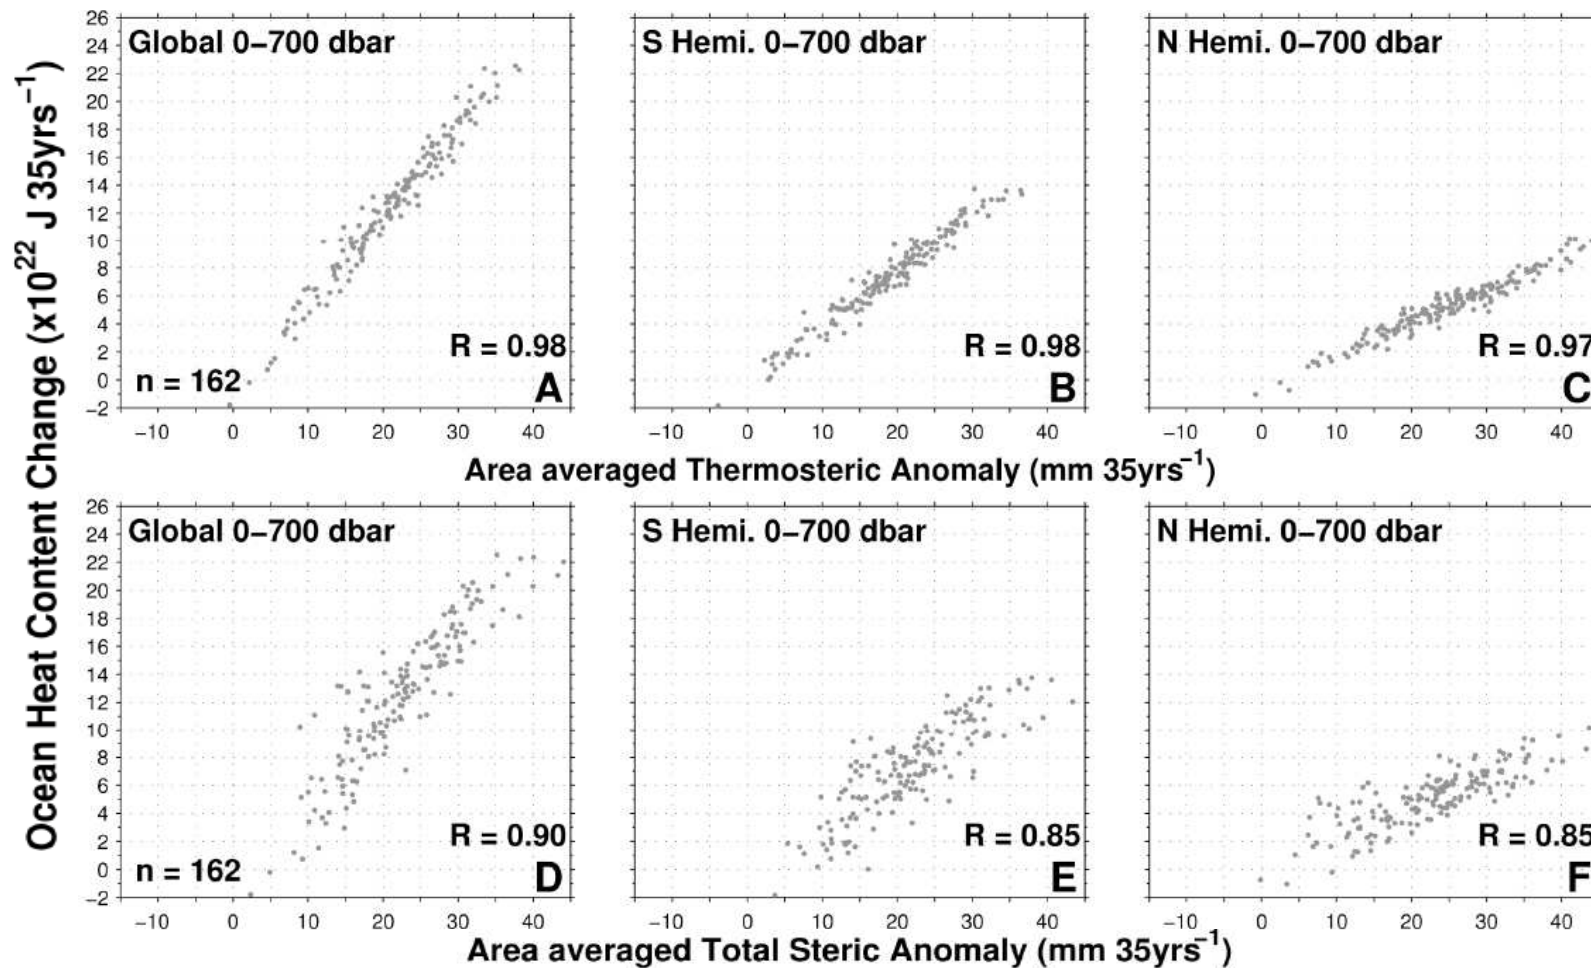 Ocean Heat Content Change (x10²² J 35yrs⁻¹)
26
24
22
20
18
16
14
12
10
8
6
4
2
0
−2
Global 0−700 dbar
R = 0.98
n = 162
A
−10 0 10 20 30 40
S Hemi. 0−700 dbar
R = 0.98
B
−10 0 10 20 30 40
N Hemi. 0−700 dbar
R = 0.97
C
−10 0 10 20 30 40
Area averaged Thermosteric Anomaly (mm 35yrs⁻¹)
26
24
22
20
18
16
14
12
10
8
6
4
2
0
−2
Global 0−700 dbar
R = 0.90
n = 162
D
−10 0 10 20 30 40
S Hemi. 0−700 dbar
R = 0.85
E
−10 0 10 20 30 40
N Hemi. 0−700 dbar
R = 0.85
F
−10 0 10 20 30 40
Area averaged Total Steric Anomaly (mm 35yrs⁻¹)